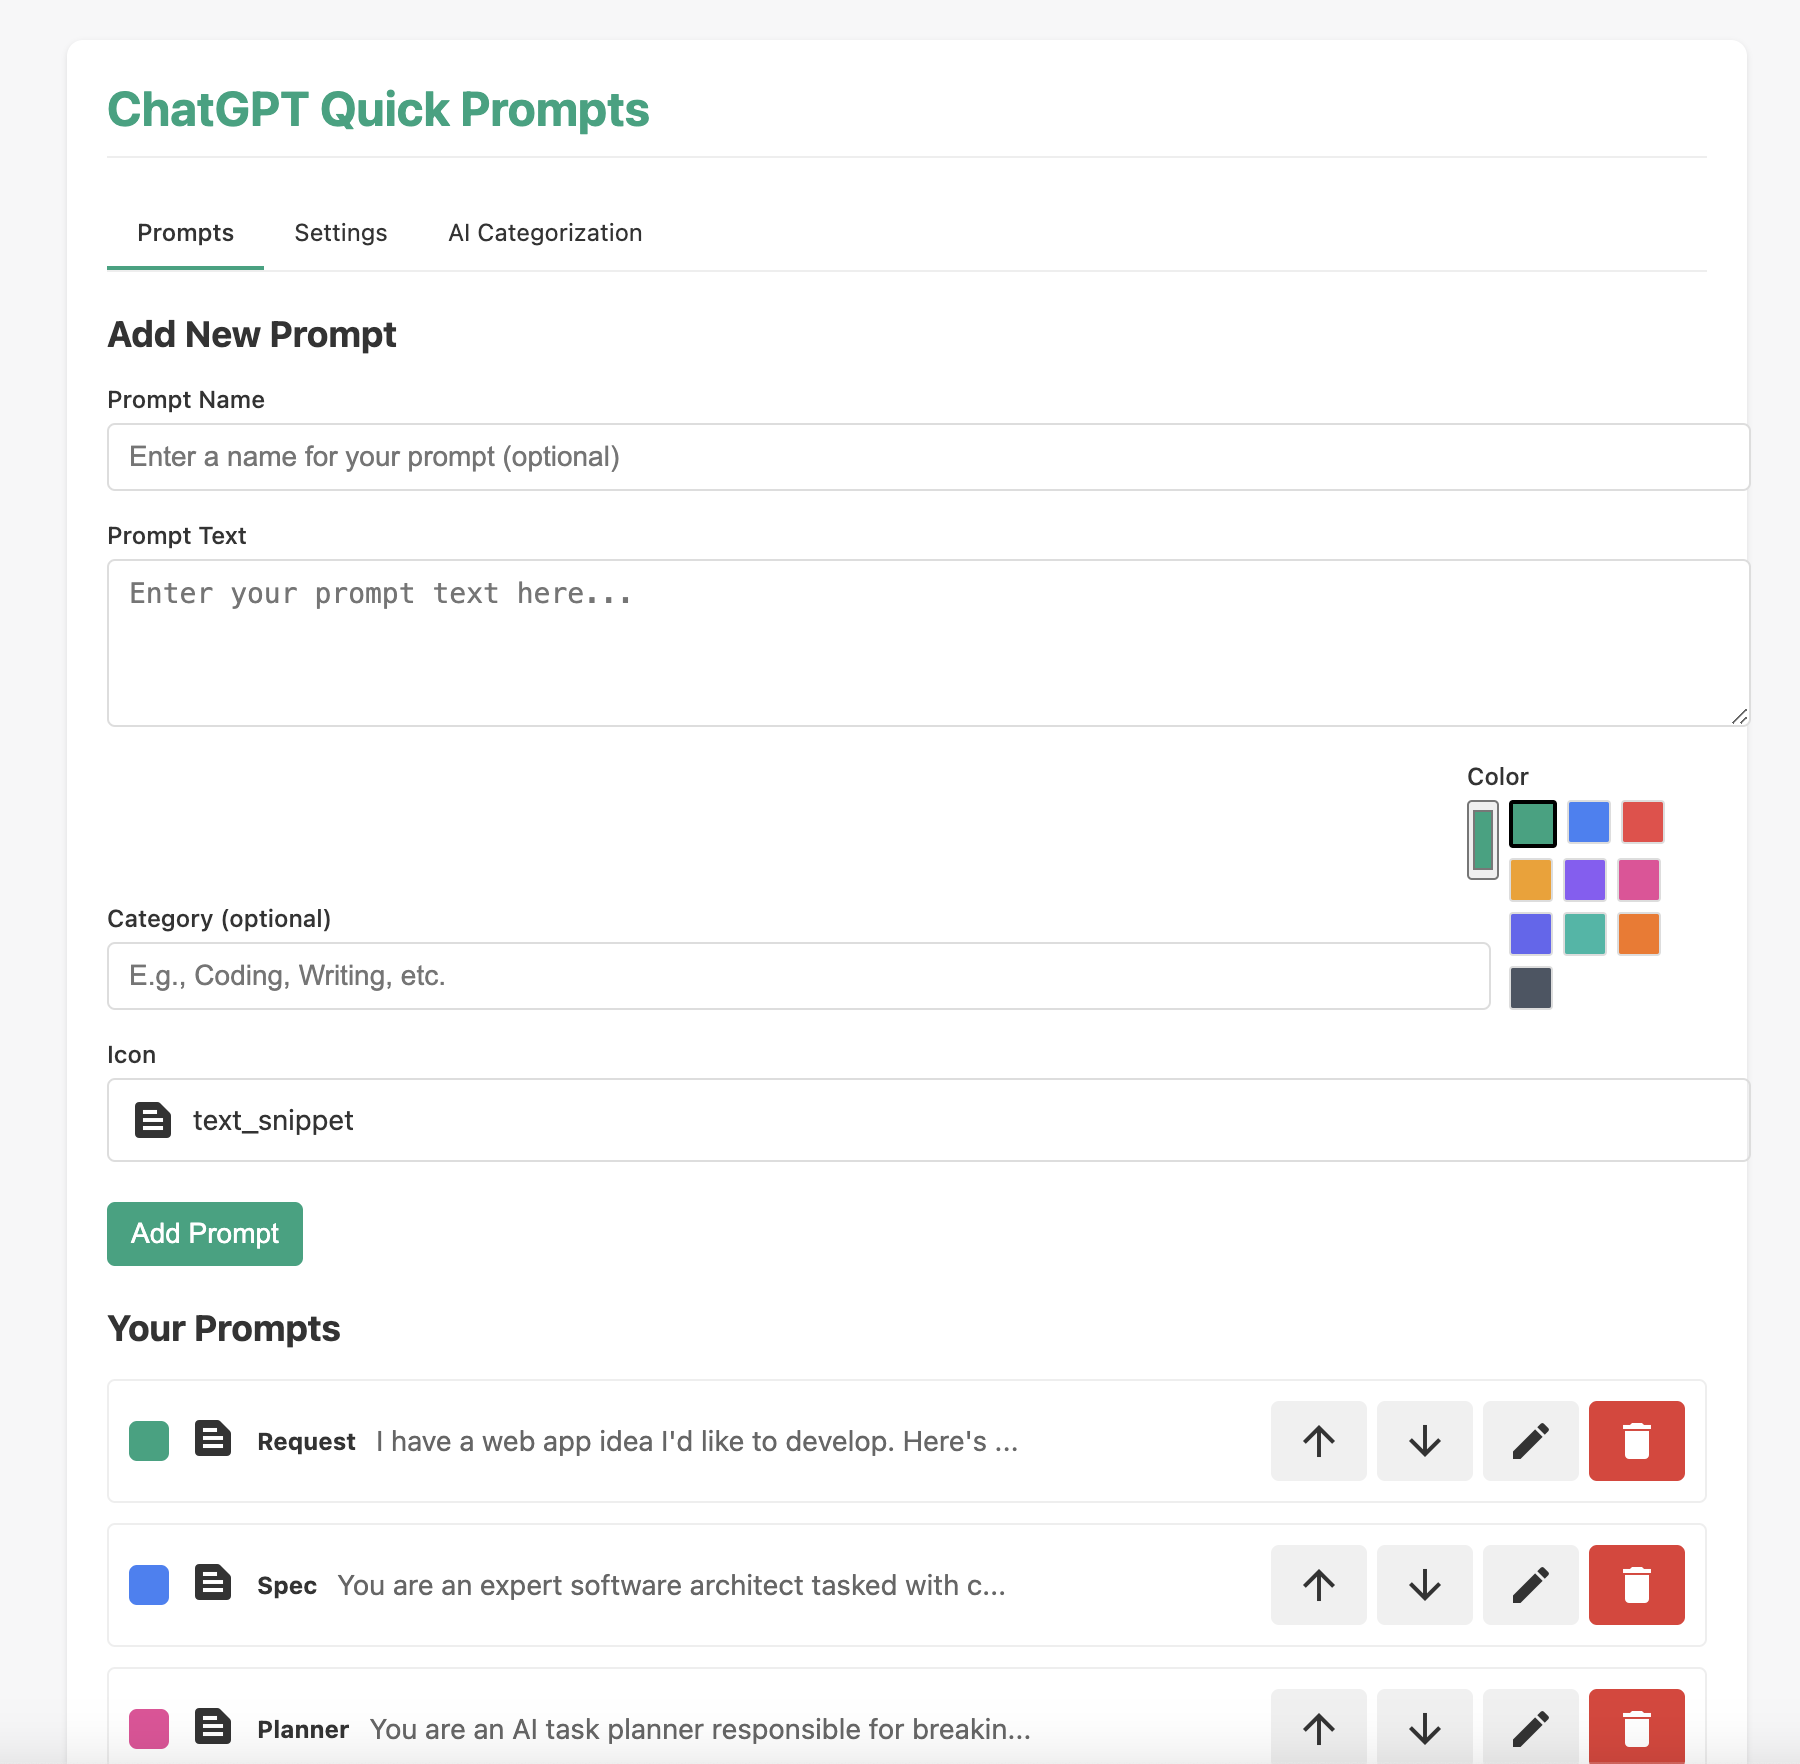 ChatGPT Quick Prompts
Prompts Settings AI Categorization
Add New Prompt
Prompt Name
Enter a name for your prompt (optional)
Prompt Text
Enter your prompt text here...
Color
Category (optional)
E.g., Coding, Writing, etc.
Icon
text_snippet
Add Prompt
Your Prompts
Request I have a web app idea I'd like to develop. Here's ...
Spec You are an expert software architect tasked with c...
Planner You are an AI task planner responsible for breakin...